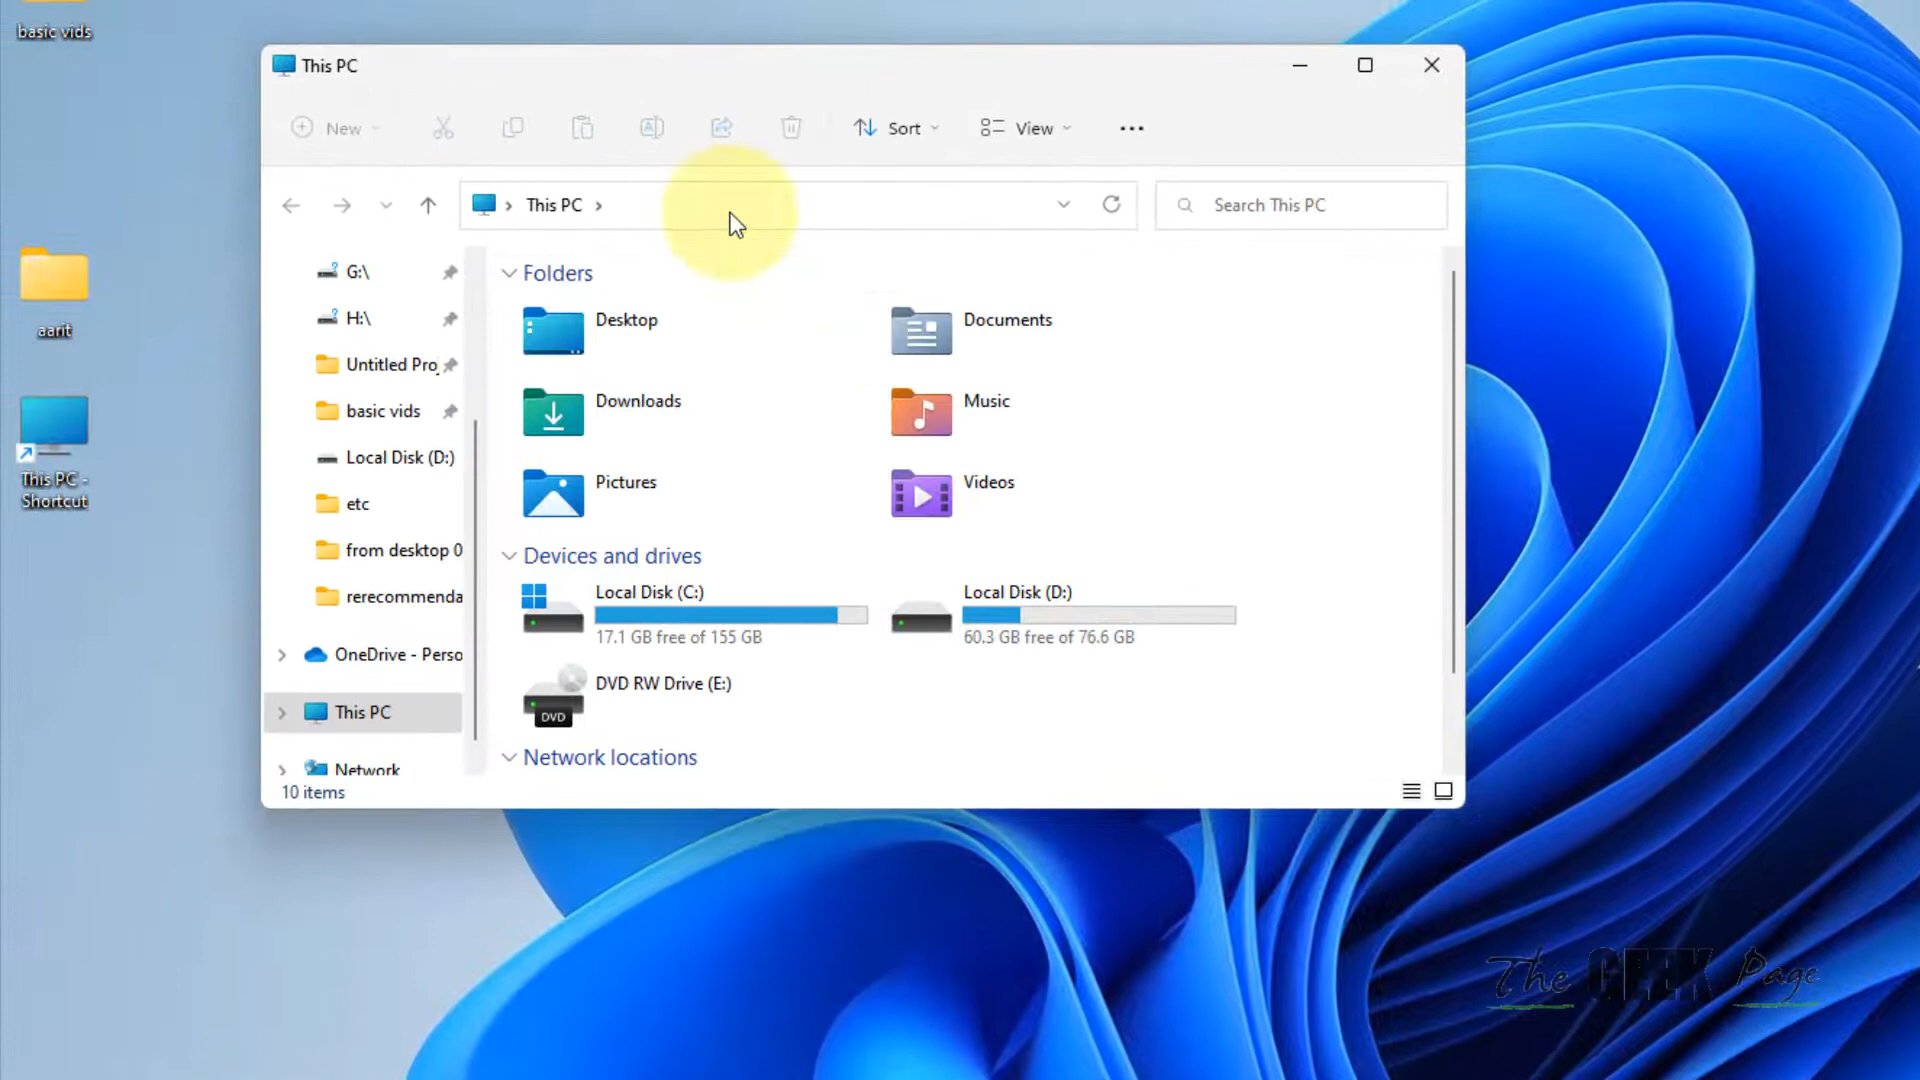 basic vids
aarit
This PC -
Shortcut
This PC
New
Sort
View
This PC
Search This PC
G:\
H:\
Untitled Proj
basic vids
Local Disk (D:)
etc
from desktop 0
rerecommenda
OneDrive - Perso
This PC
Network
Folders
Desktop
Documents
Downloads
Music
Pictures
Videos
Devices and drives
Local Disk (C:)
17.1 GB free of 155 GB
Local Disk (D:)
60.3 GB free of 76.6 GB
DVD RW Drive (E:)
DVD
Network locations
10 items
The GEEK Page